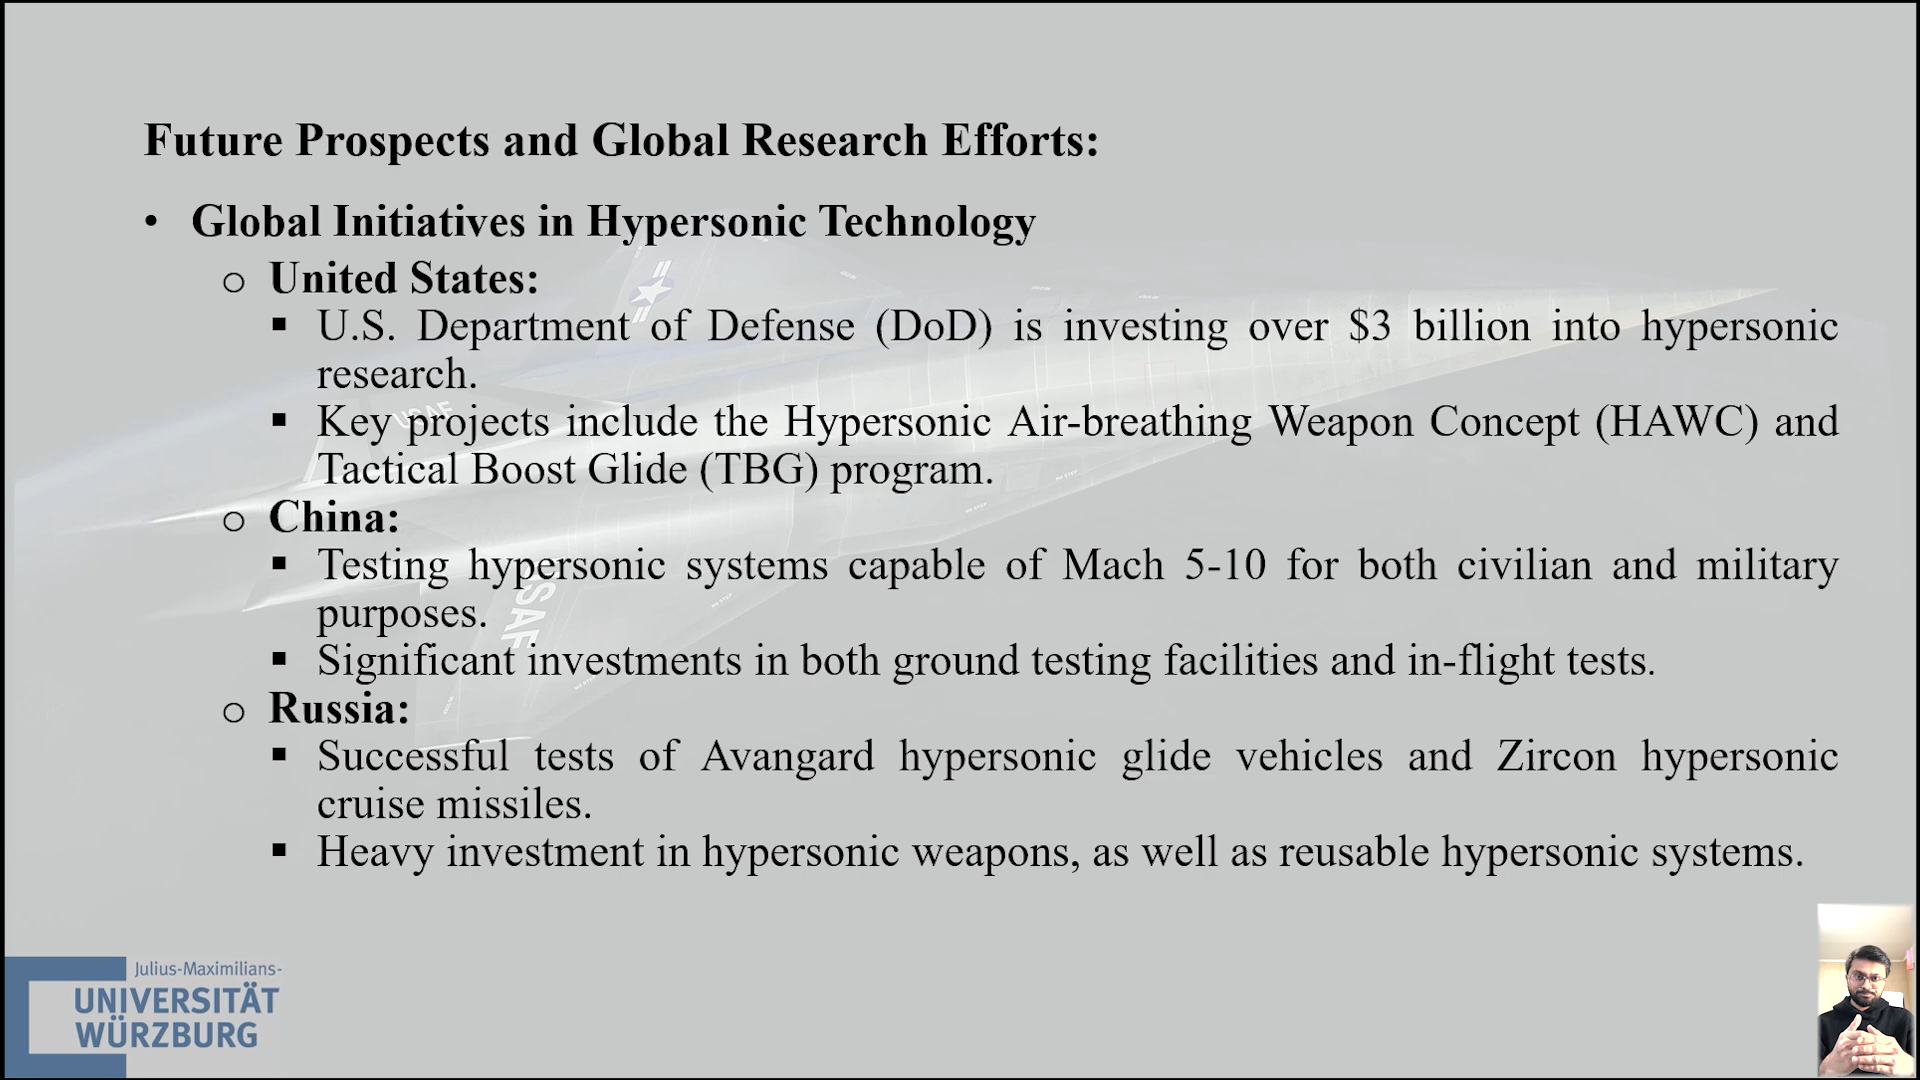 Future Prospects and Global Research Efforts:
• Global Initiatives in Hypersonic Technology
o United States:
▪ U.S. Department of Defense (DoD) is investing over $3 billion into hypersonic
research.
▪ Key projects include the Hypersonic Air-breathing Weapon Concept (HAWC) and
Tactical Boost Glide (TBG) program.
o China:
▪ Testing hypersonic systems capable of Mach 5-10 for both civilian and military
purposes.
▪ Significant investments in both ground testing facilities and in-flight tests.
o Russia:
▪ Successful tests of Avangard hypersonic glide vehicles and Zircon hypersonic
cruise missiles.
▪ Heavy investment in hypersonic weapons, as well as reusable hypersonic systems.
USAF
Julius-Maximilians-
UNIVERSITÄT
WÜRZBURG